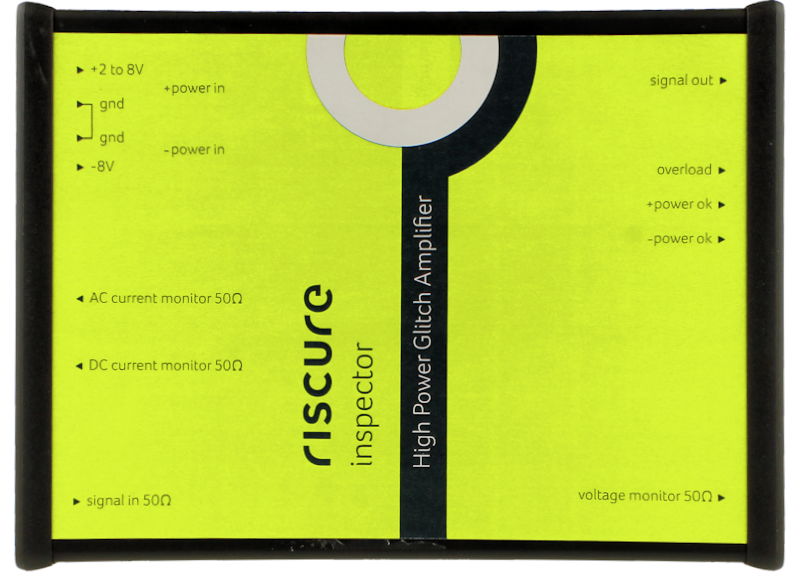 +2 to 8V
+power in
gnd
gnd
-power in
-8V
AC current monitor 50Ω
DC current monitor 50Ω
signal in 50Ω
riscure
inspector
High Power Glitch Amplifier
signal out
overload
+power ok
-power ok
voltage monitor 50Ω